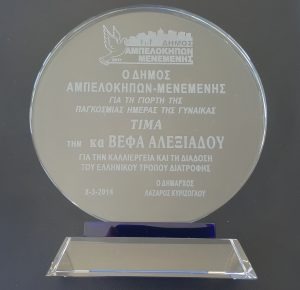 ΔΗΜΟΣ
ΑΜΠΕΛΟΚΗΠΩΝ
ΜΕΝΕΜΕΝΗΣ
Ο ΔΗΜΟΣ
ΑΜΠΕΛΟΚΗΠΩΝ-ΜΕΝΕΜΕΝΗΣ
ΓΙΑ ΤΗ ΓΙΟΡΤΗ ΤΗΣ
ΠΑΓΚΟΣΜΙΑΣ ΗΜΕΡΑΣ ΤΗΣ ΓΥΝΑΙΚΑΣ
ΤΙΜΑ
ΤΗΝ κα ΒΕΦΑ ΑΛΕΞΙΑΔΟΥ
ΓΙΑ ΤΗΝ ΚΑΛΛΙΕΡΓΕΙΑ ΚΑΙ ΤΗ ΔΙΑΔΟΣΗ
ΤΟΥ ΕΛΛΗΝΙΚΟΥ ΤΡΟΠΟΥ ΔΙΑΤΡΟΦΗΣ
Ο ΔΗΜΑΡΧΟΣ
ΛΑΖΑΡΟΣ ΚΥΡΙΖΟΓΛΟΥ